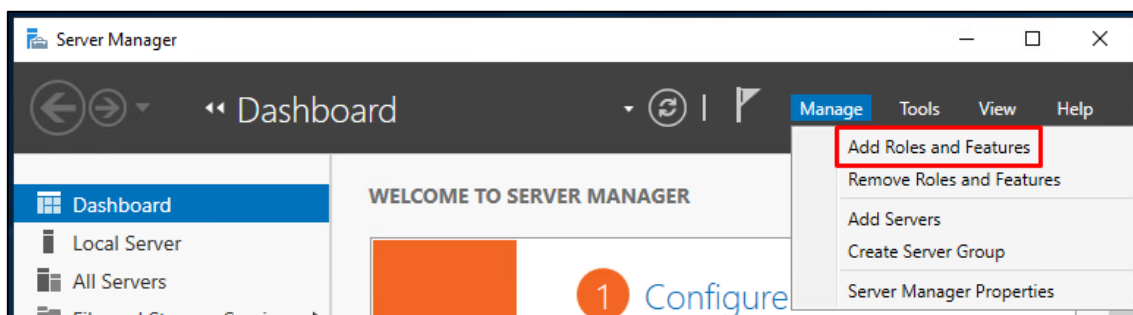 Server Manager
Dashboard
Manage Tools View Help
Add Roles and Features
Remove Roles and Features
Add Servers
Create Server Group
Server Manager Properties
Dashboard
Local Server
All Servers
WELCOME TO SERVER MANAGER
1 Configure